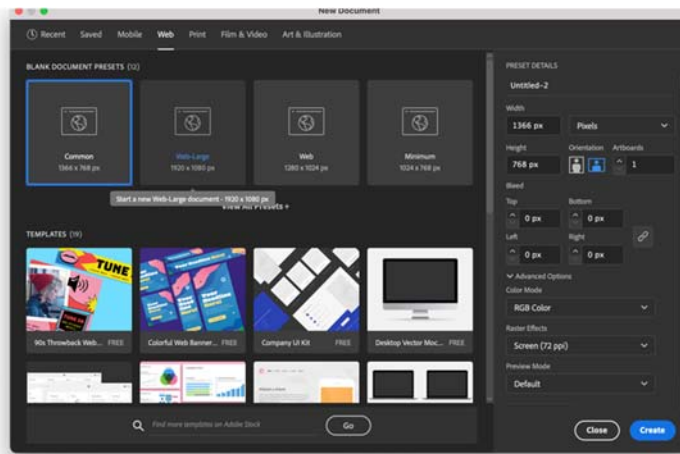 New Document
Recent Saved Mobile Web Print Film & Video Art & Illustration
BLANK DOCUMENT PRESETS (12)
Common
1366 x 768 px
Web-Large
1920 x 1080 px
Web
1280 x 1024 px
Minimum
1024 x 768 px
Start a new Web-Large document - 1920 x 1080 px
View All Presets +
TEMPLATES (19)
TUNE
TUNE
Your Headline Here!
90s Throwback Web... FREE
Colorful Web Banner... FREE
Company UI Kit FREE
Desktop Vector Moc... FREE
Find more templates on Adobe Stock
Go
PRESET DETAILS
Untitled-2
Width
1366 px Pixels
Height Orientation Artboards
768 px 1
Bleed
Top Bottom
0 px 0 px
Left Right
0 px 0 px
Advanced Options
Color Mode
RGB Color
Raster Effects
Screen (72 ppi)
Preview Mode
Default
Close Create